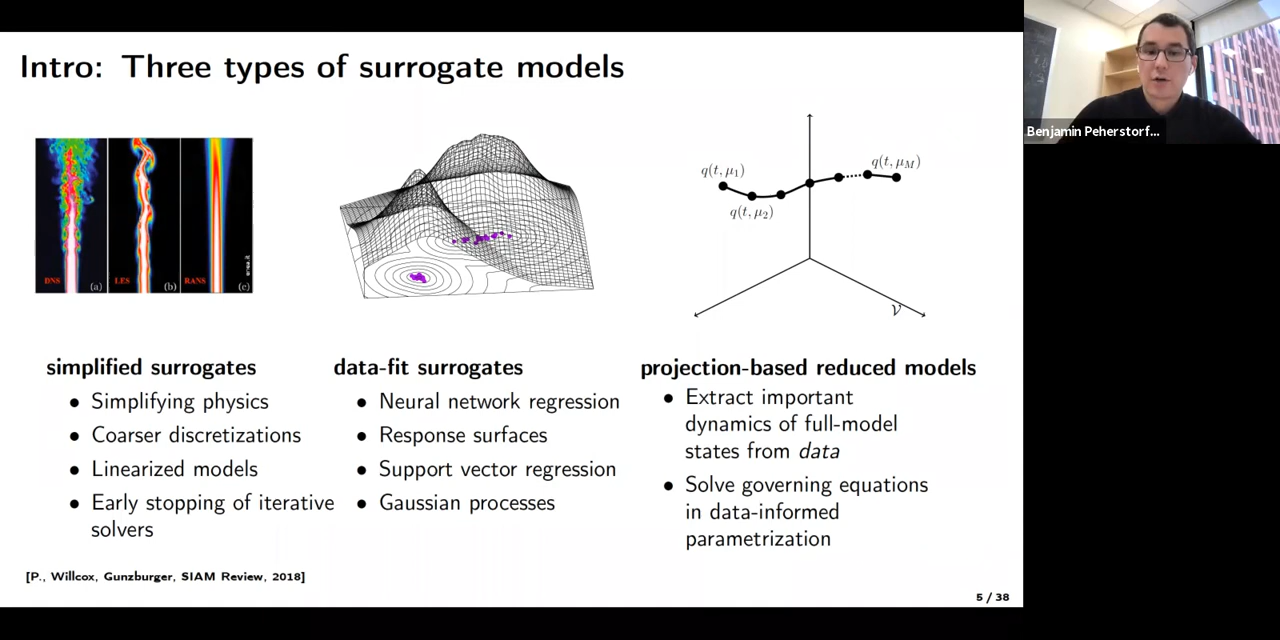 Intro: Three types of surrogate models
DNS
(a)
LES
(b)
RANS
(c)
q(t, μ₁)
q(t, μ₂)
q(t, μ_M)
𝒱
simplified surrogates
• Simplifying physics
• Coarser discretizations
• Linearized models
• Early stopping of iterative
solvers
data-fit surrogates
• Neural network regression
• Response surfaces
• Support vector regression
• Gaussian processes
projection-based reduced models
• Extract important
dynamics of full-model
states from data
• Solve governing equations
in data-informed
parametrization
[P., Willcox, Gunzburger, SIAM Review, 2018]
5 / 38
Benjamin Peherstorf...